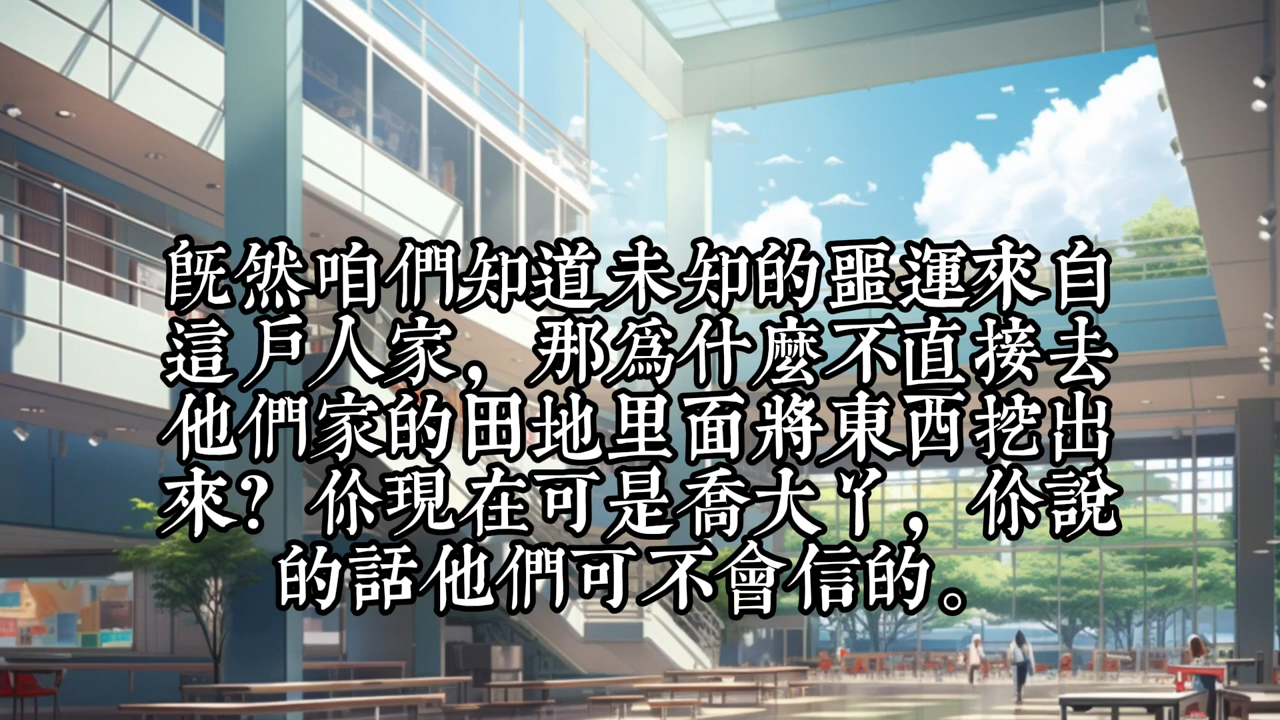 既然咱們知道未知的噩運來自
這戶人家，那爲什麼不直接去
他們家的田地里面將東西挖出
來？你現在可是喬大丫，你說
的話他們可不會信的。